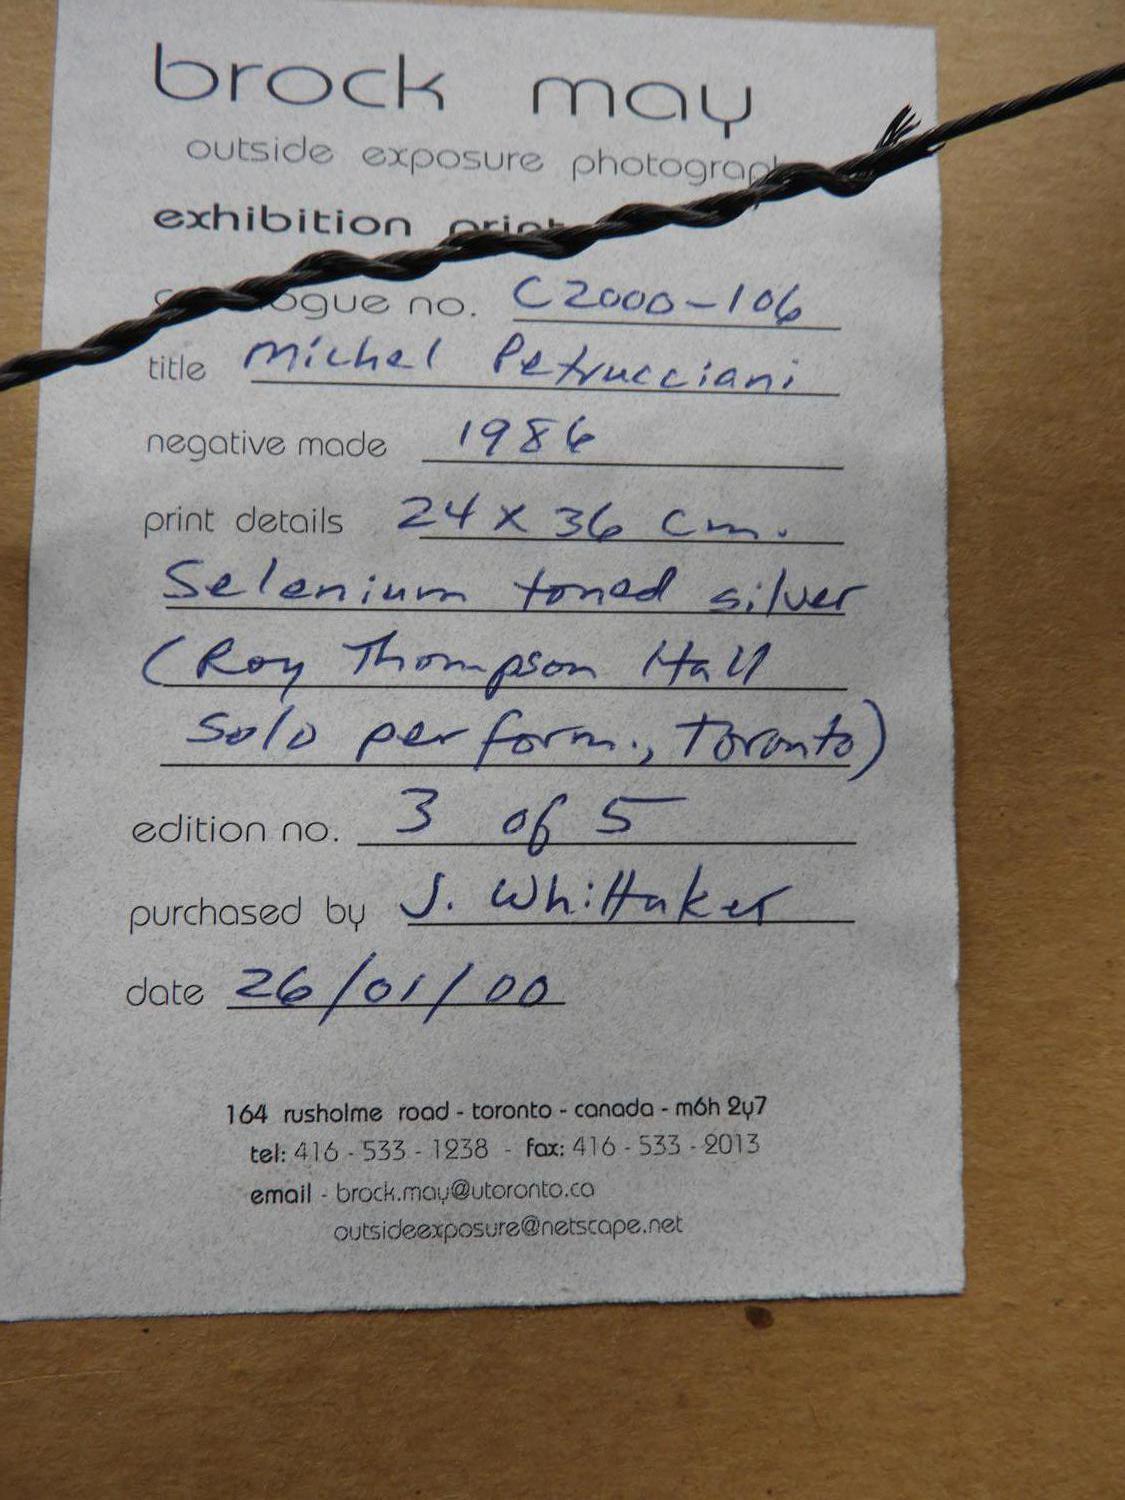 brock may
outside exposure photograph
exhibition print
no. C2000-106
title Michel Petrucciani
negative made 1986
print details 24 x 36 cm.
Selenium toned silver
(Roy Thompson Hall
solo perform., Toronto)
edition no. 3 of 5
purchased by J. Whittaker
date 26/01/00
164 rusholme road - toronto - canada - m6h 2y7
tel: 416 - 533 - 1238 - fax: 416 - 533 - 2013
email - brock.may@utoronto.ca
outsideexposure@netscape.net